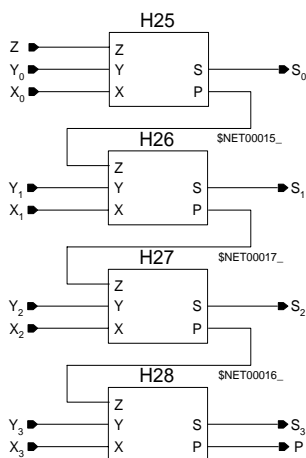 H25
Z Z
Y₀ Y S S₀
X₀ X P
$NET00015_
H26
Z
Y₁ Y S S₁
X₁ X P
$NET00017_
H27
Z
Y₂ Y S S₂
X₂ X P
$NET00016_
H28
Z
Y₃ Y S S₃
X₃ X P P